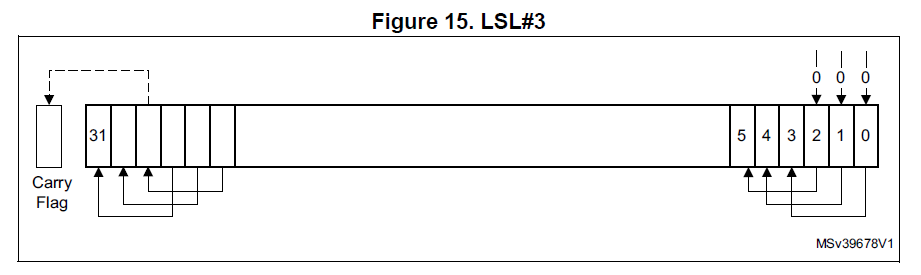 Figure 15. LSL#3
0 0 0
31 5 4 3 2 1 0
Carry
Flag
MSv39678V1